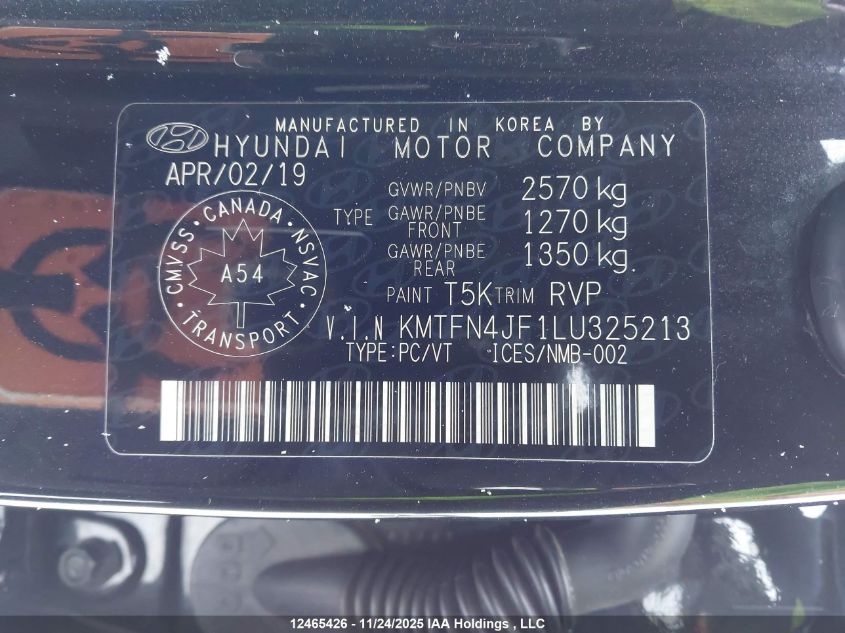 MANUFACTURED IN KOREA BY
HYUNDAI MOTOR COMPANY
APR/02/19
GVWR/PNBV 2570 kg
TYPE GAWR/PNBE FRONT 1270 kg
GAWR/PNBE REAR 1350 kg
CMVSS · CANADA · NSVAC · TRANSPORT
A54
PAINT T5K TRIM RVP
V.I.N KMTFN4JF1LU325213
TYPE:PC/VT ICES/NMB-002
12465426 - 11/24/2025 IAA Holdings , LLC